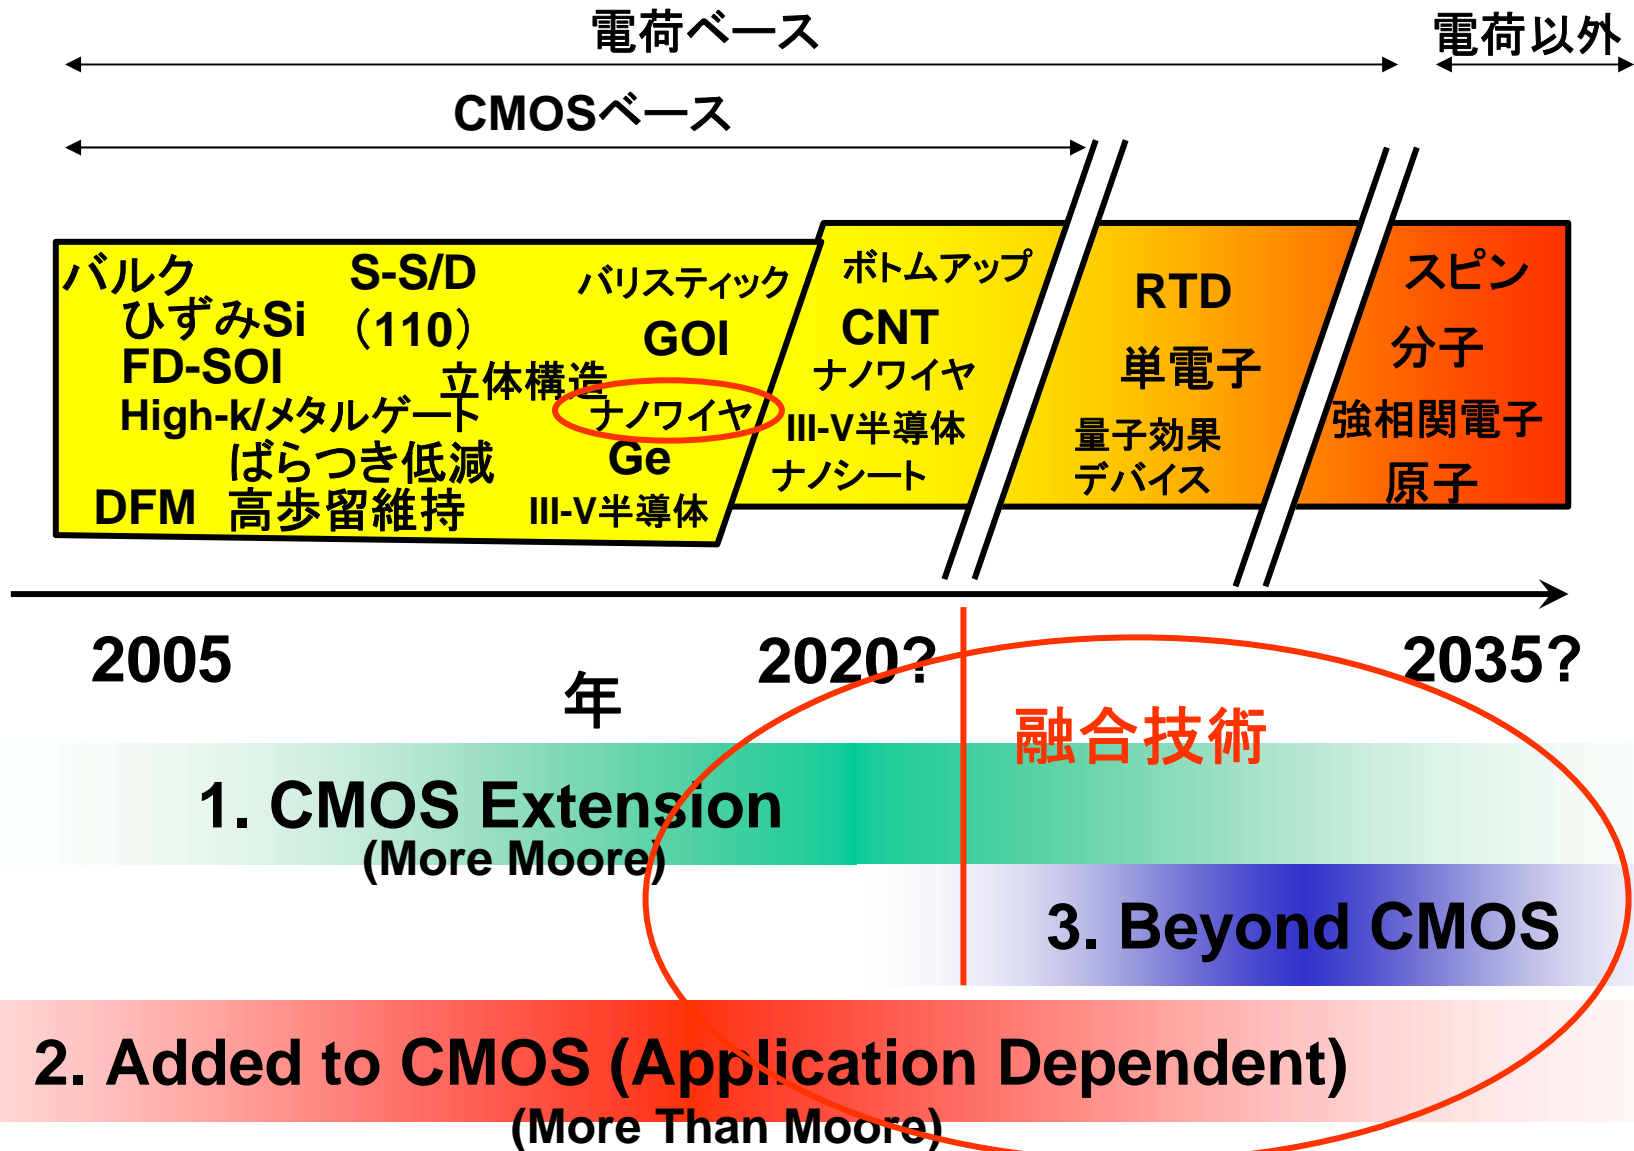 電荷ベース
電荷以外
CMOSベース
バルク
ひずみSi
FD-SOI
High-k/メタルゲート
ばらつき低減
DFM
高歩留維持
S-S/D
（110）
立体構造
バリスティック
GOI
ナノワイヤ
Ge
III-V半導体
ボトムアップ
CNT
ナノワイヤ
III-V半導体
ナノシート
RTD
単電子
量子効果
デバイス
スピン
分子
強相関電子
原子
2005
年
2020?
2035?
融合技術
1. CMOS Extension
(More Moore)
3. Beyond CMOS
2. Added to CMOS (Application Dependent)
(More Than Moore)